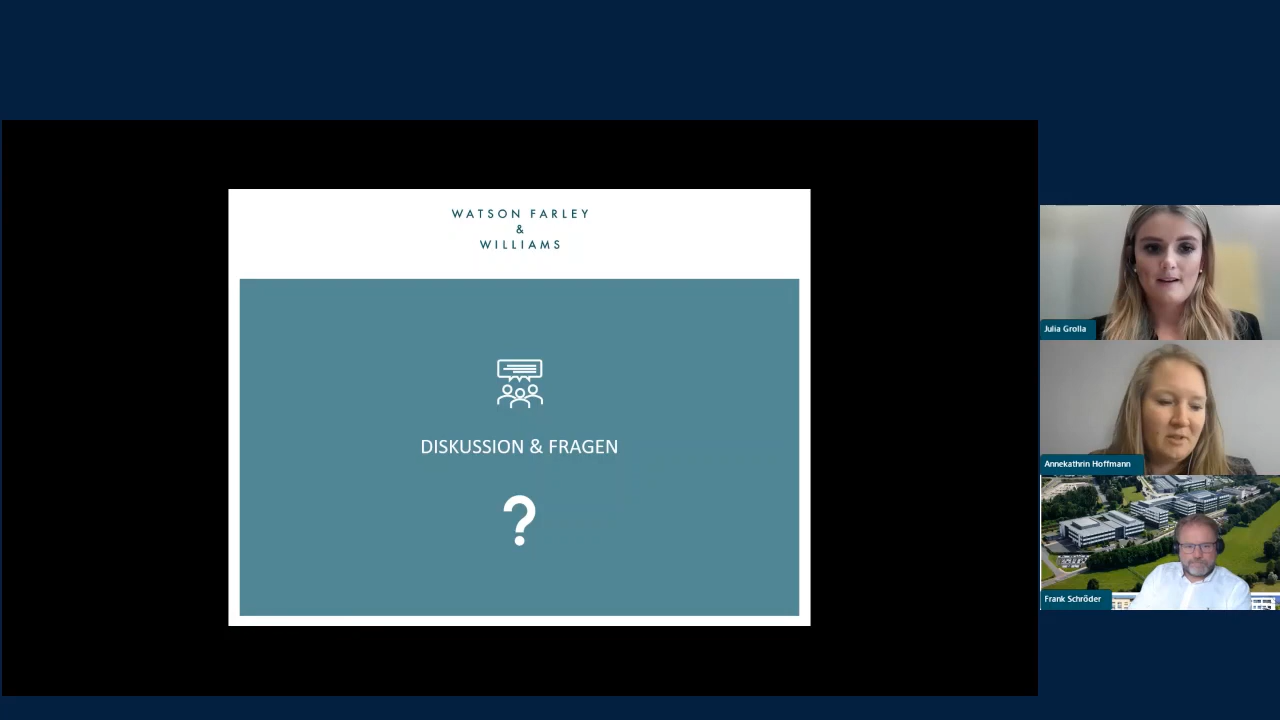 WATSON FARLEY
&
WILLIAMS
DISKUSSION & FRAGEN
?
Julia Grolla
Annekathrin Hoffmann
Frank Schröder